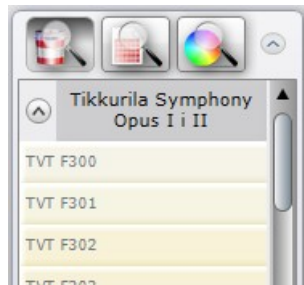 Tikkurila Symphony
Opus I i II
TVT F300
TVT F301
TVT F302